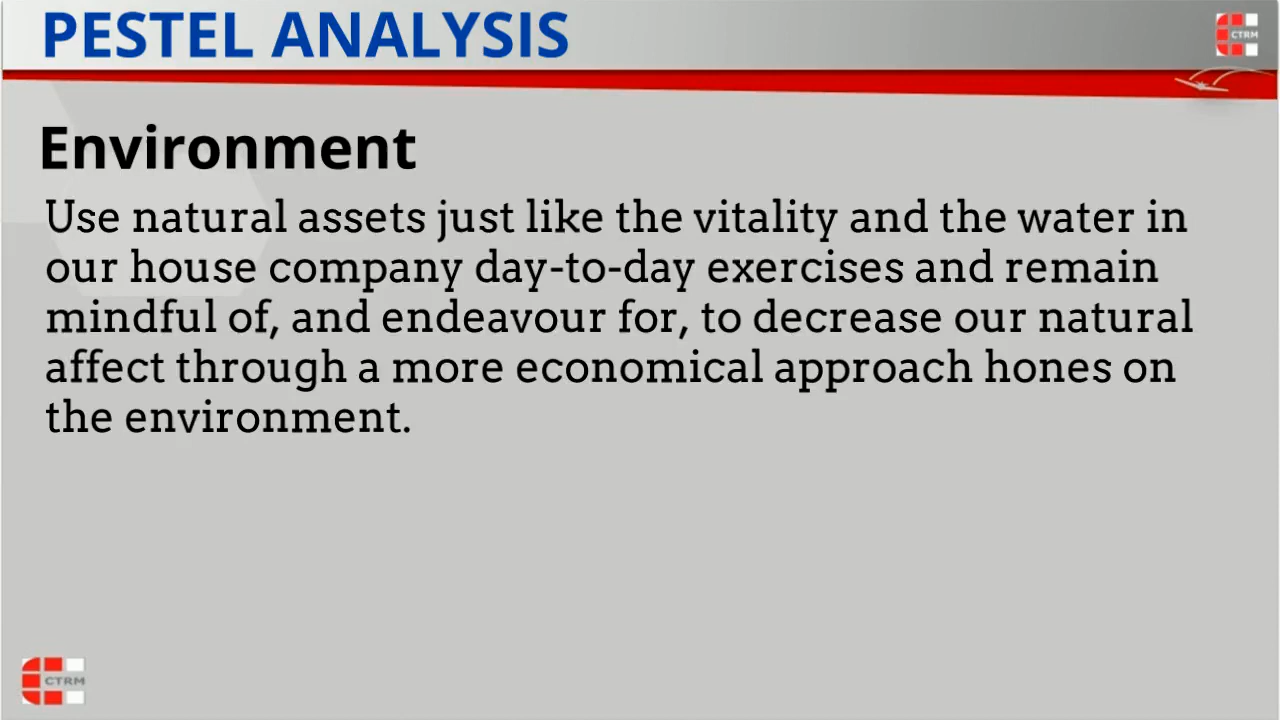 PESTEL ANALYSIS
CTRM
Environment
Use natural assets just like the vitality and the water in
our house company day-to-day exercises and remain
mindful of, and endeavour for, to decrease our natural
affect through a more economical approach hones on
the environment.
CTRM